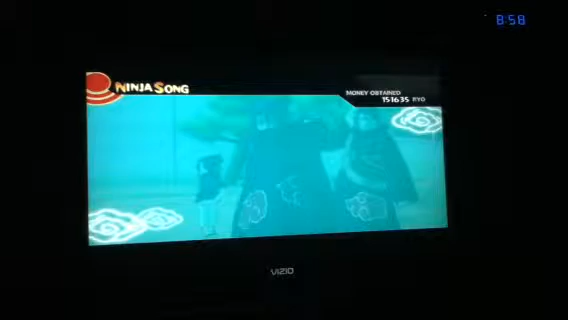 8:58
NINJA SONG
MONEY OBTAINED
151635 RYO
VIZIO